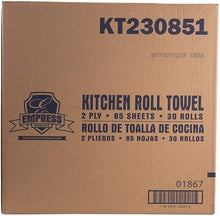 KT230851
EMPRESS
KITCHEN ROLL TOWEL
2 PLY • 85 SHEETS • 30 ROLLS
ROLLO DE TOALLA DE COCINA
2 PLIEGOS • 85 HOJAS • 30 ROLLOS
01867